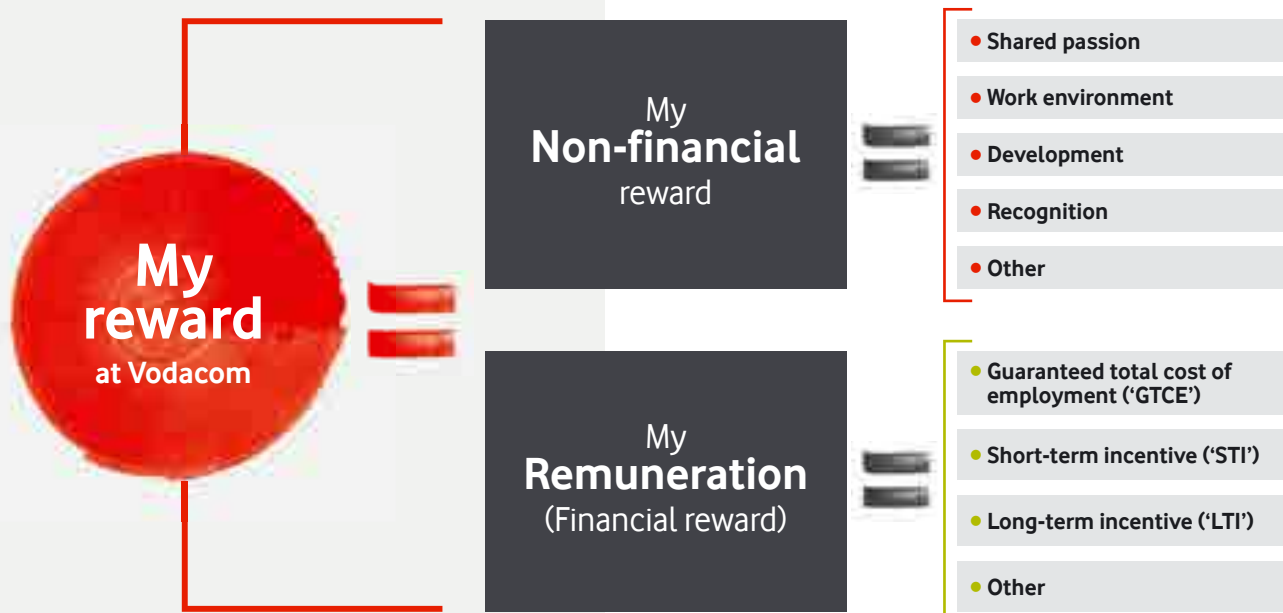 My
reward
at Vodacom
My
Non-financial
reward
• Shared passion
• Work environment
• Development
• Recognition
• Other
My
Remuneration
(Financial reward)
• Guaranteed total cost of
employment (‘GTCE’)
• Short-term incentive (‘STI’)
• Long-term incentive (‘LTI’)
• Other